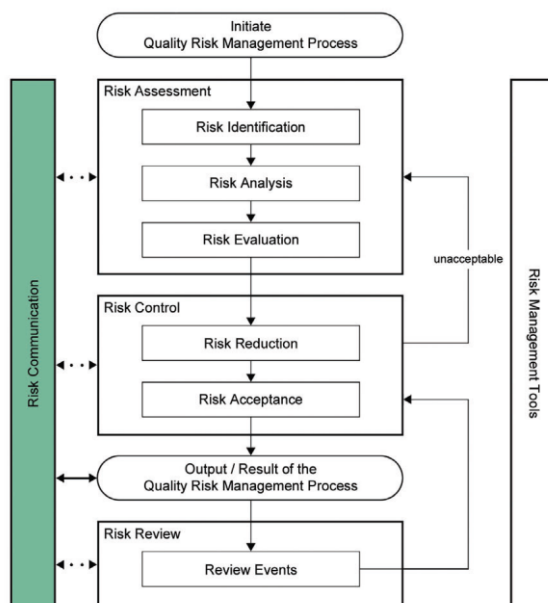 Initiate
Quality Risk Management Process
Risk Assessment
Risk Identification
Risk Analysis
Risk Evaluation
unacceptable
Risk Control
Risk Reduction
Risk Acceptance
Output / Result of the
Quality Risk Management Process
Risk Review
Review Events
Risk Communication
Risk Management Tools